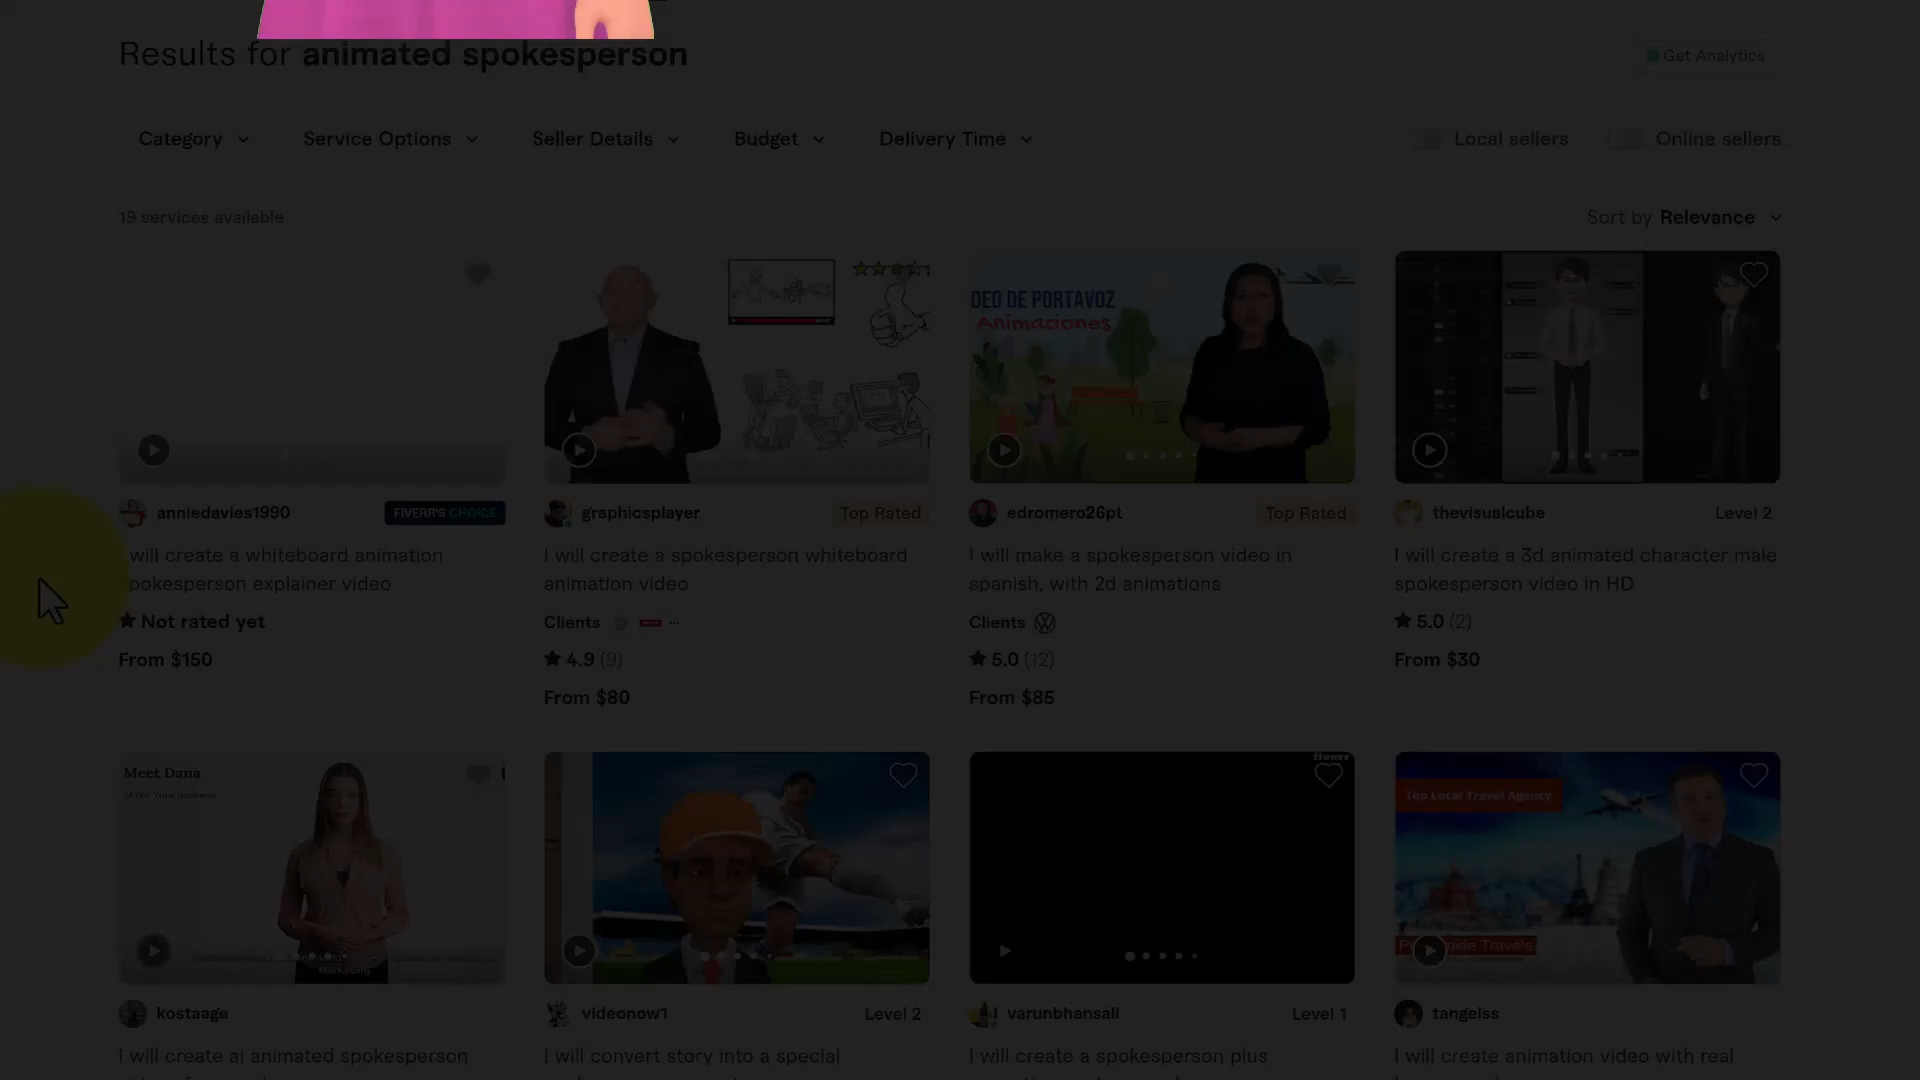 Results for animated spokesperson
Get Analytics
Category
Service Options
Seller Details
Budget
Delivery Time
Local sellers
Online sellers
19 services available
Sort by Relevance
DEO DE PORTAVOZ
Animaciones
anniedavies1990
FIVERR'S CHOICE
will create a whiteboard animation
pokesperson explainer video
Not rated yet
From $150
graphicsplayer
Top Rated
I will create a spokesperson whiteboard
animation video
Clients
4.9 (9)
From $80
edromero26pt
Top Rated
I will make a spokesperson video in
spanish, with 2d animations
Clients
5.0 (12)
From $85
thevisualcube
Level 2
I will create a 3d animated character male
spokesperson video in HD
5.0 (2)
From $30
Meet Dana
Marketing
fiverr
Top Local Travel Agency
Travels
kostaage
I will create ai animated spokesperson
videonow1
Level 2
I will convert story into a special
varunbhansali
Level 1
I will create a spokesperson plus
tangelss
I will create animation video with real